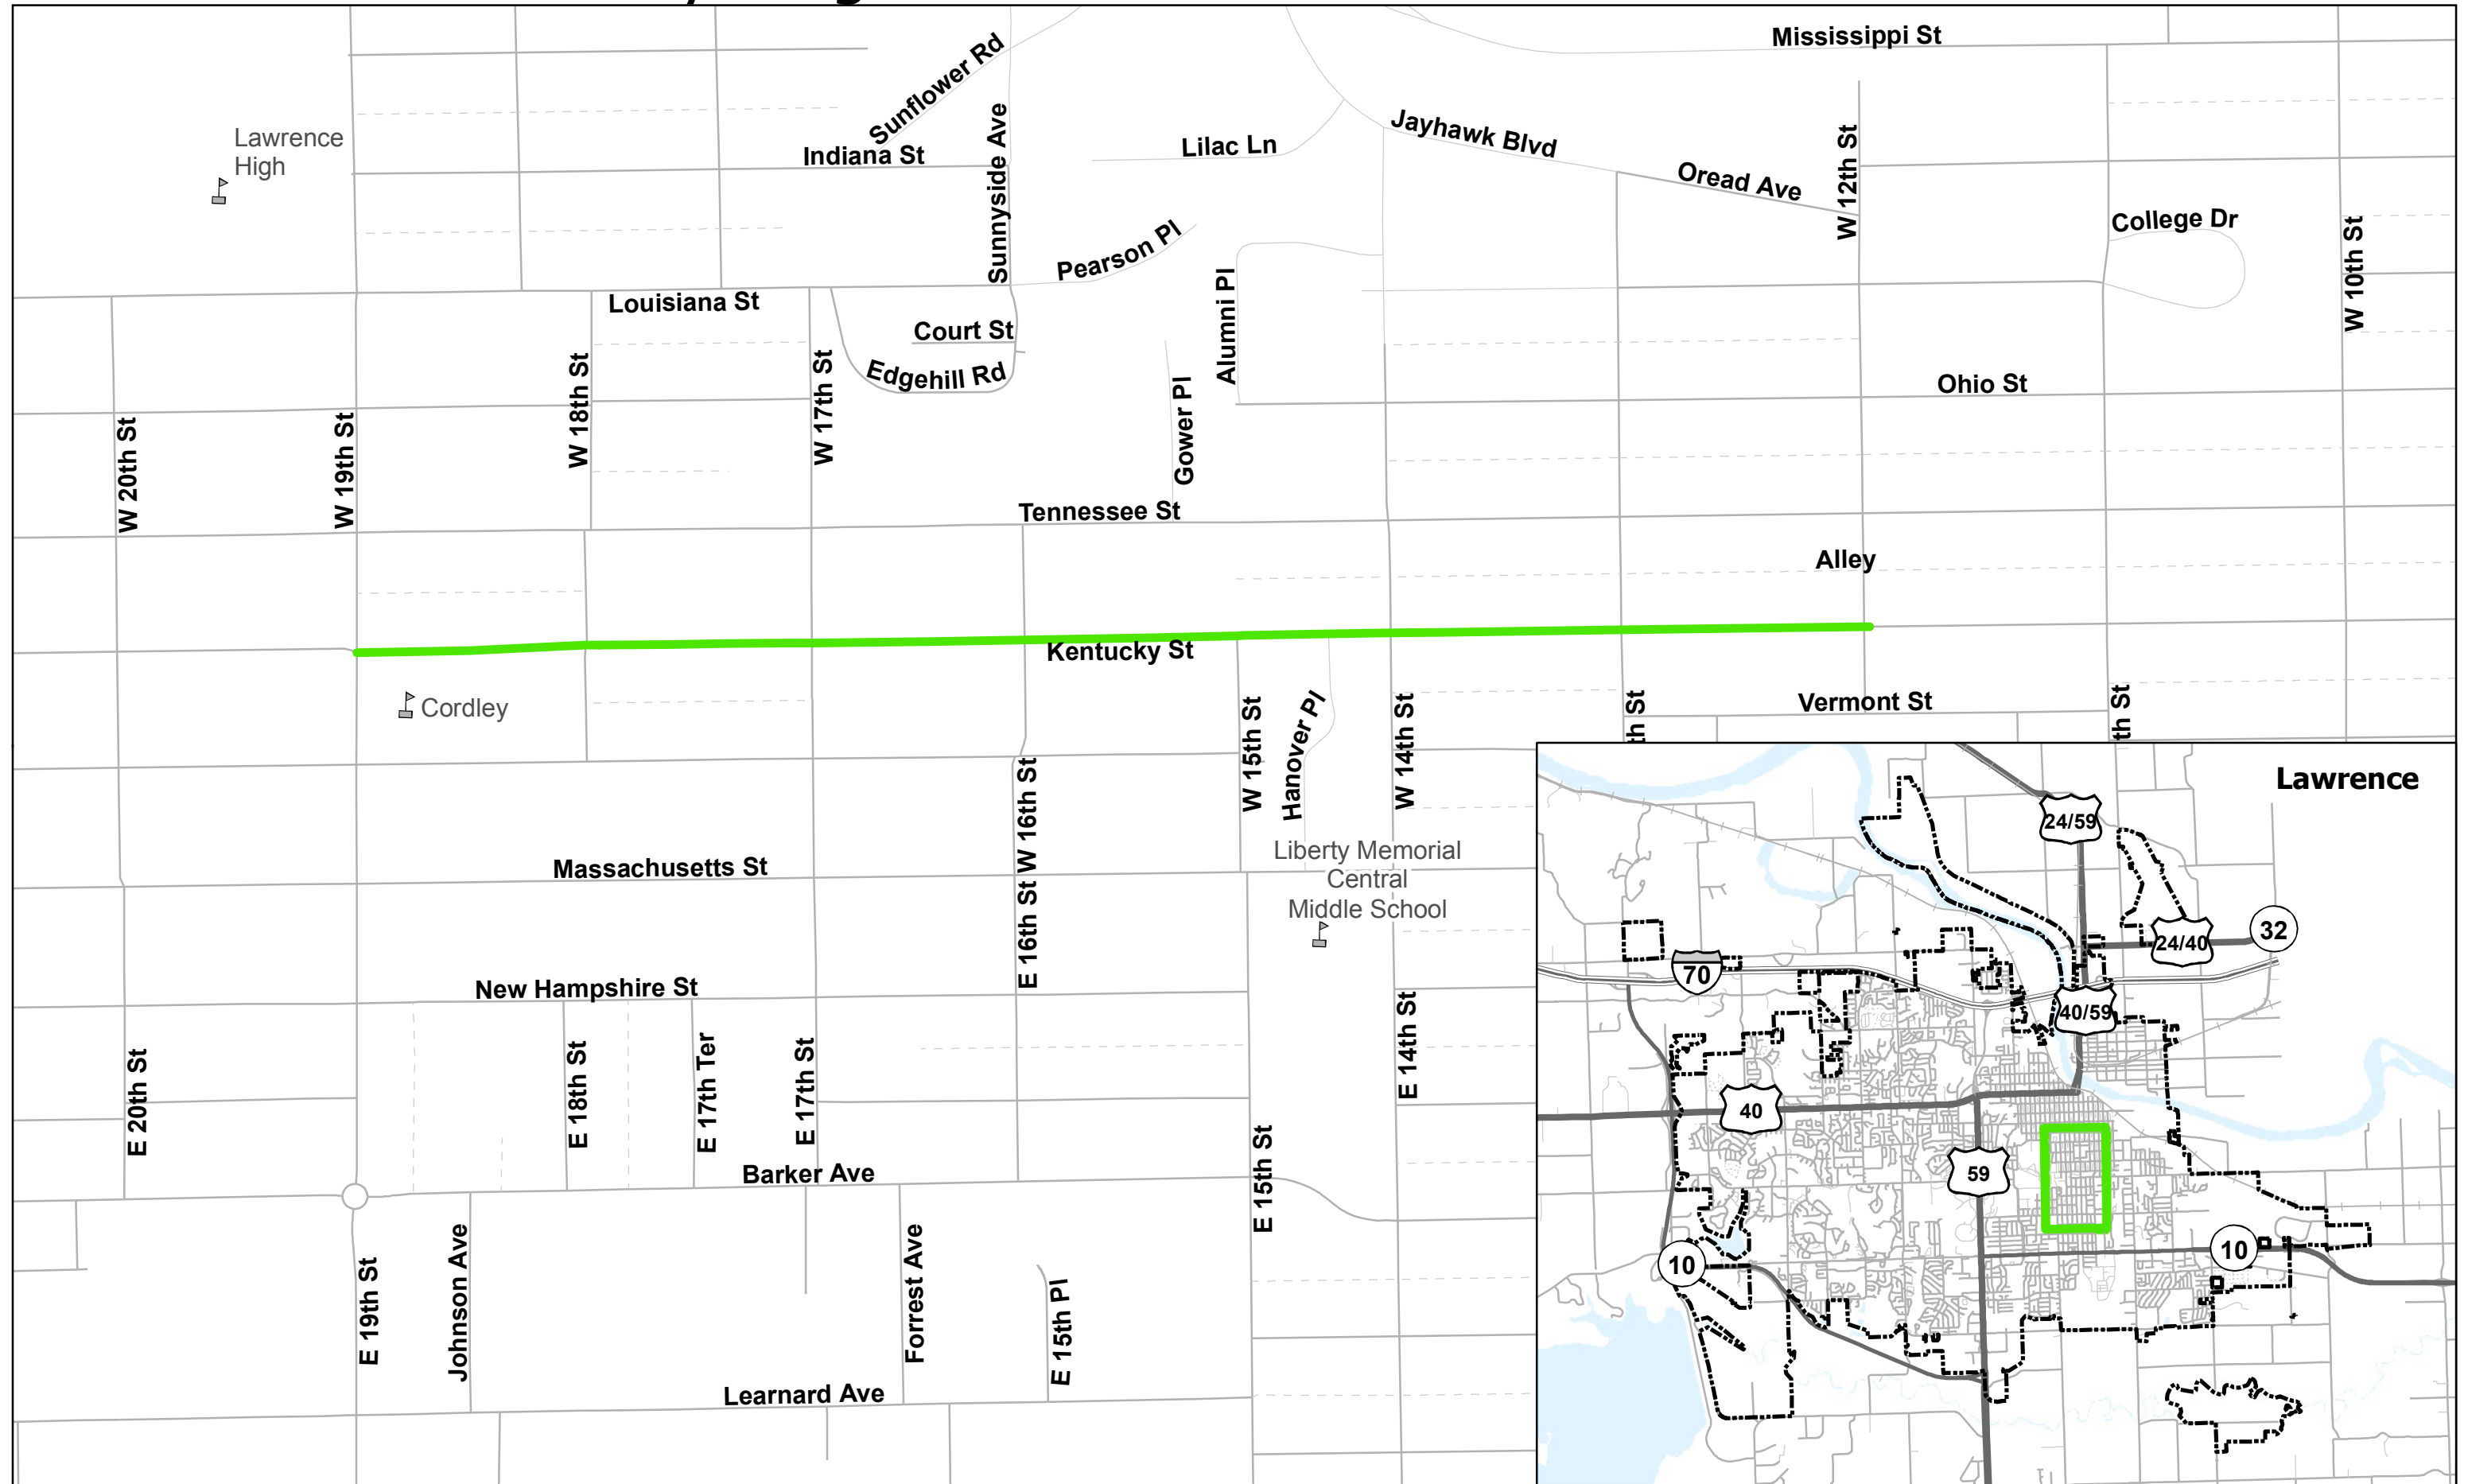 Mississippi St
Sunflower Rd
Lawrence
High
Indiana St
Sunnyside Ave
Lilac Ln
Jayhawk Blvd
Oread Ave
W 12th St
College Dr
W 10th St
Pearson Pl
Alumni Pl
Louisiana St
Court St
Edgehill Rd
W 20th St
W 19th St
W 18th St
W 17th St
Gower Pl
Ohio St
Tennessee St
Alley
Kentucky St
Cordley
W 15th St
Hanover Pl
W 14th St
th St
Vermont St
th St
W 16th St
Massachusetts St
Liberty Memorial
Central
Middle School
E 16th St
New Hampshire St
E 20th St
E 18th St
E 17th Ter
E 17th St
E 14th St
E 15th St
Barker Ave
E 19th St
Johnson Ave
Forrest Ave
E 15th Pl
Learnard Ave
Lawrence
24/59
24/40
32
70
40/59
40
59
10
10